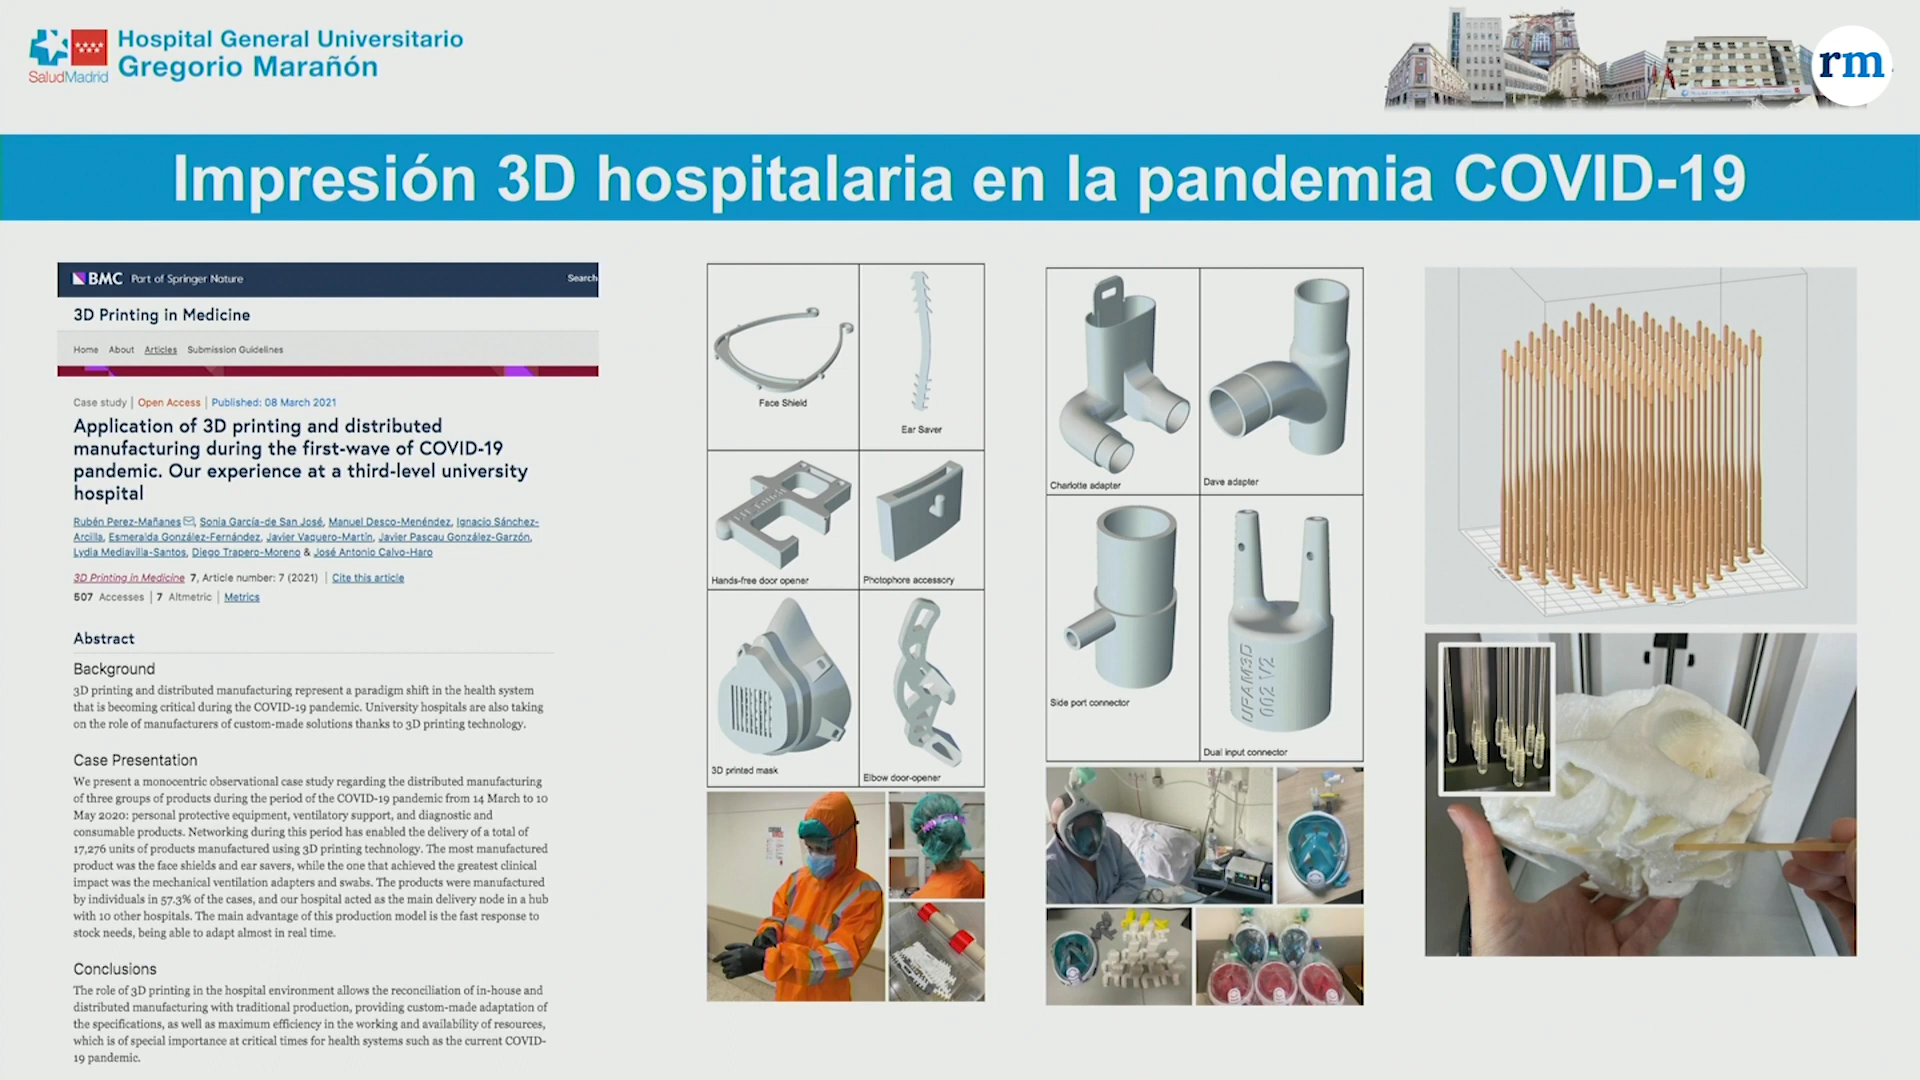 Hospital General Universitario
Gregorio Marañón
SaludMadrid
rm
Impresión 3D hospitalaria en la pandemia COVID-19
BMC Part of Springer Nature
Search
3D Printing in Medicine
Home About Articles Submission Guidelines
Case study | Open Access | Published: 08 March 2021
Application of 3D printing and distributed
manufacturing during the first-wave of COVID-19
pandemic. Our experience at a third-level university
hospital
Rubén Perez-Mañanes, Sonia García-de San José, Manuel Desco-Menéndez, Ignacio Sánchez-
Arcilla, Esmeralda González-Fernández, Javier Vaquero-Martín, Javier Pascau González-Garzón,
Lydia Mediavilla-Santos, Diego Trapero-Moreno & José Antonio Calvo-Haro
3D Printing in Medicine 7, Article number: 7 (2021) | Cite this article
507 Accesses | 7 Altmetric | Metrics
Abstract
Background
3D printing and distributed manufacturing represent a paradigm shift in the health system
that is becoming critical during the COVID-19 pandemic. University hospitals are also taking
on the role of manufacturers of custom-made solutions thanks to 3D printing technology.
Case Presentation
We present a monocentric observational case study regarding the distributed manufacturing
of three groups of products during the period of the COVID-19 pandemic from 14 March to 10
May 2020: personal protective equipment, ventilatory support, and diagnostic and
consumable products. Networking during this period has enabled the delivery of a total of
17,276 units of products manufactured using 3D printing technology. The most manufactured
product was the face shields and ear savers, while the one that achieved the greatest clinical
impact was the mechanical ventilation adapters and swabs. The products were manufactured
by individuals in 57.3% of the cases, and our hospital acted as the main delivery node in a hub
with 10 other hospitals. The main advantage of this production model is the fast response to
stock needs, being able to adapt almost in real time.
Conclusions
The role of 3D printing in the hospital environment allows the reconciliation of in-house and
distributed manufacturing with traditional production, providing custom-made adaptation of
the specifications, as well as maximum efficiency in the working and availability of resources,
which is of special importance at critical times for health systems such as the current COVID-
19 pandemic.
Face Shield
Ear Saver
Hands-free door opener
Photophore accessory
3D printed mask
Elbow door-opener
Charlotte adapter
Dave adapter
Side port connector
UFAM3D
002 V2
Dual input connector